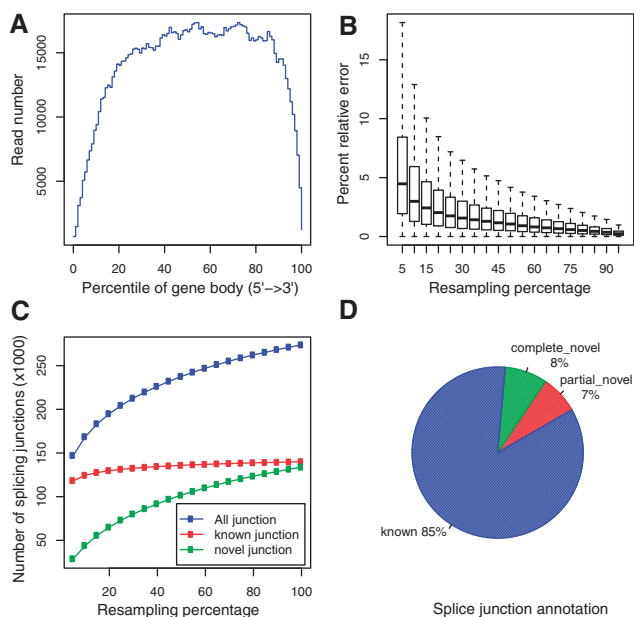 A
Read number
5000
10000
15000
0
20
40
60
80
100
Percentile of gene body (5'->3')
B
Percent relative error
0
5
10
15
5
15
30
45
60
75
90
Resampling percentage
C
Number of splicing junctions (x1000)
50
100
150
200
250
All junction
known junction
novel junction
20
40
60
80
100
Resampling percentage
D
complete_novel
8%
partial_novel
7%
known 85%
Splice junction annotation